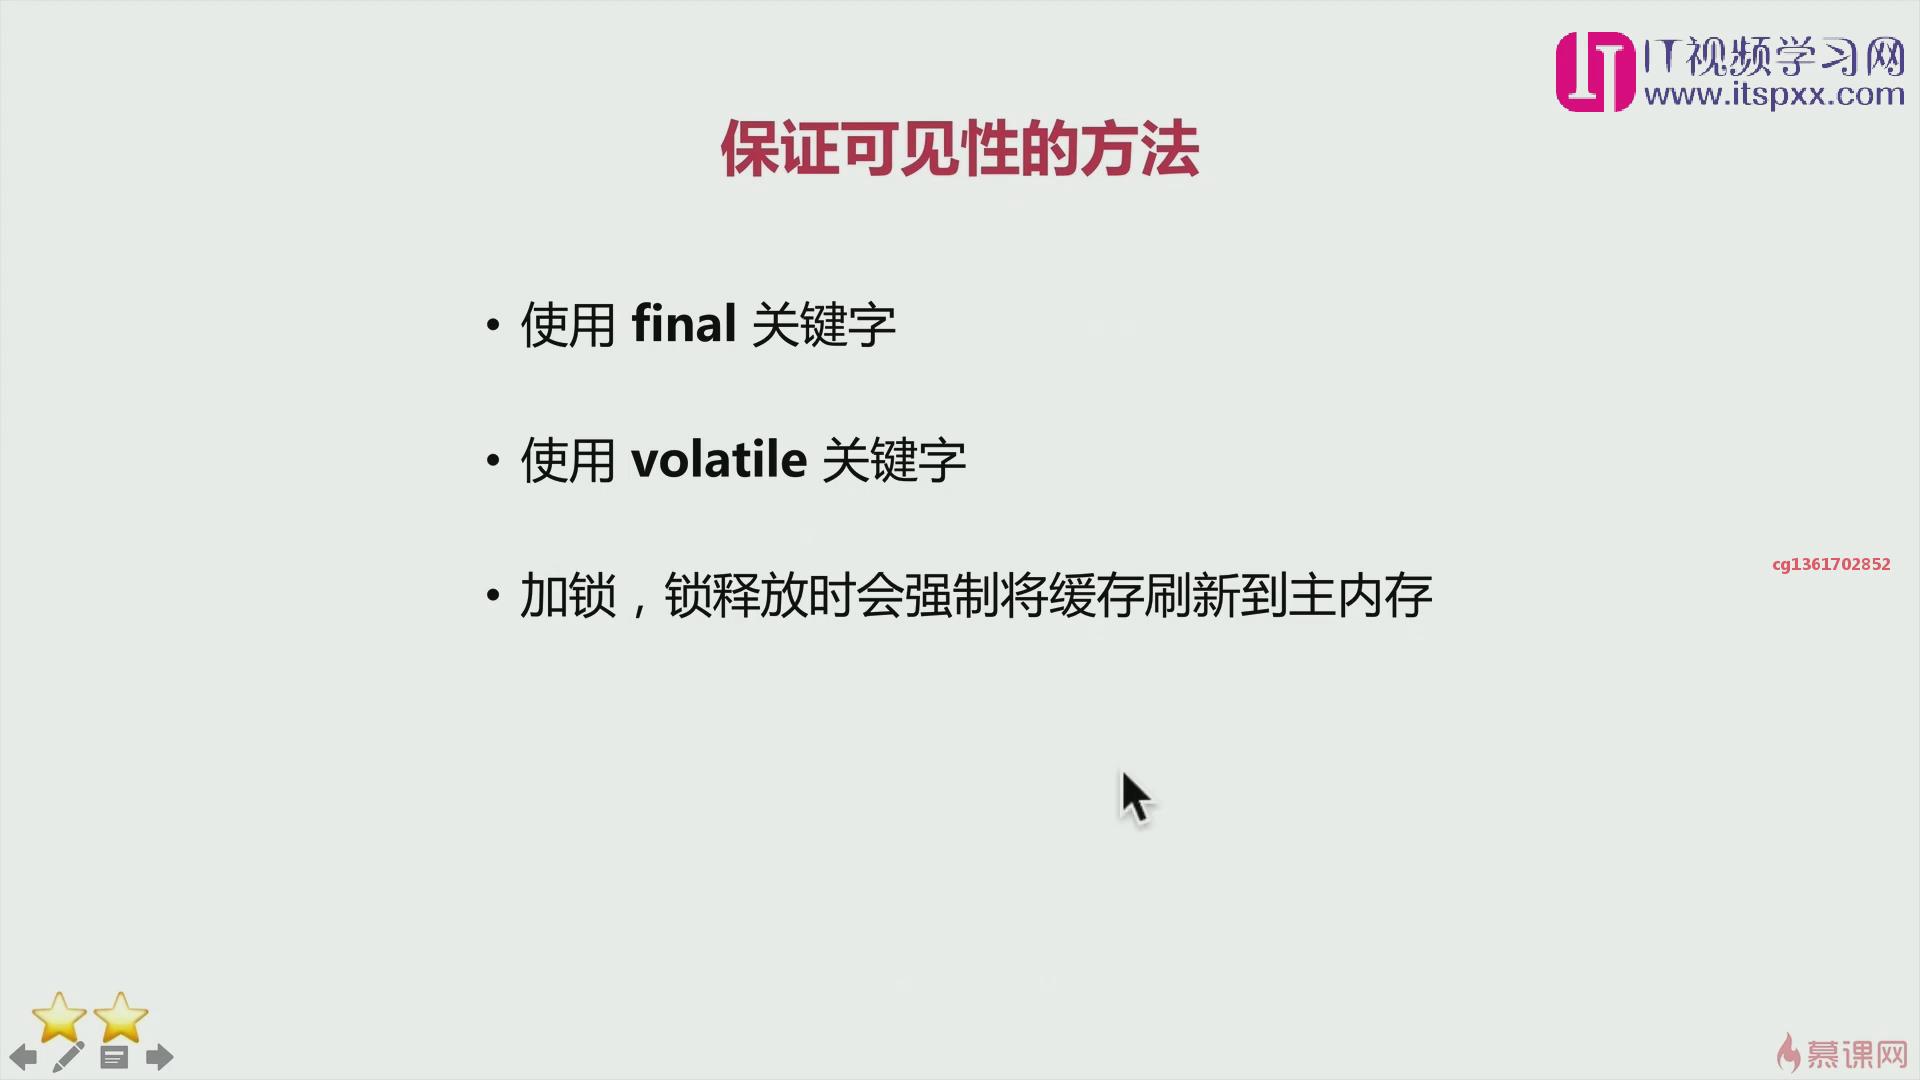 IT视频学习网
www.itspxx.com
保证可见性的方法
• 使用 final 关键字
• 使用 volatile 关键字
• 加锁，锁释放时会强制将缓存刷新到主内存
cg1361702852
慕课网